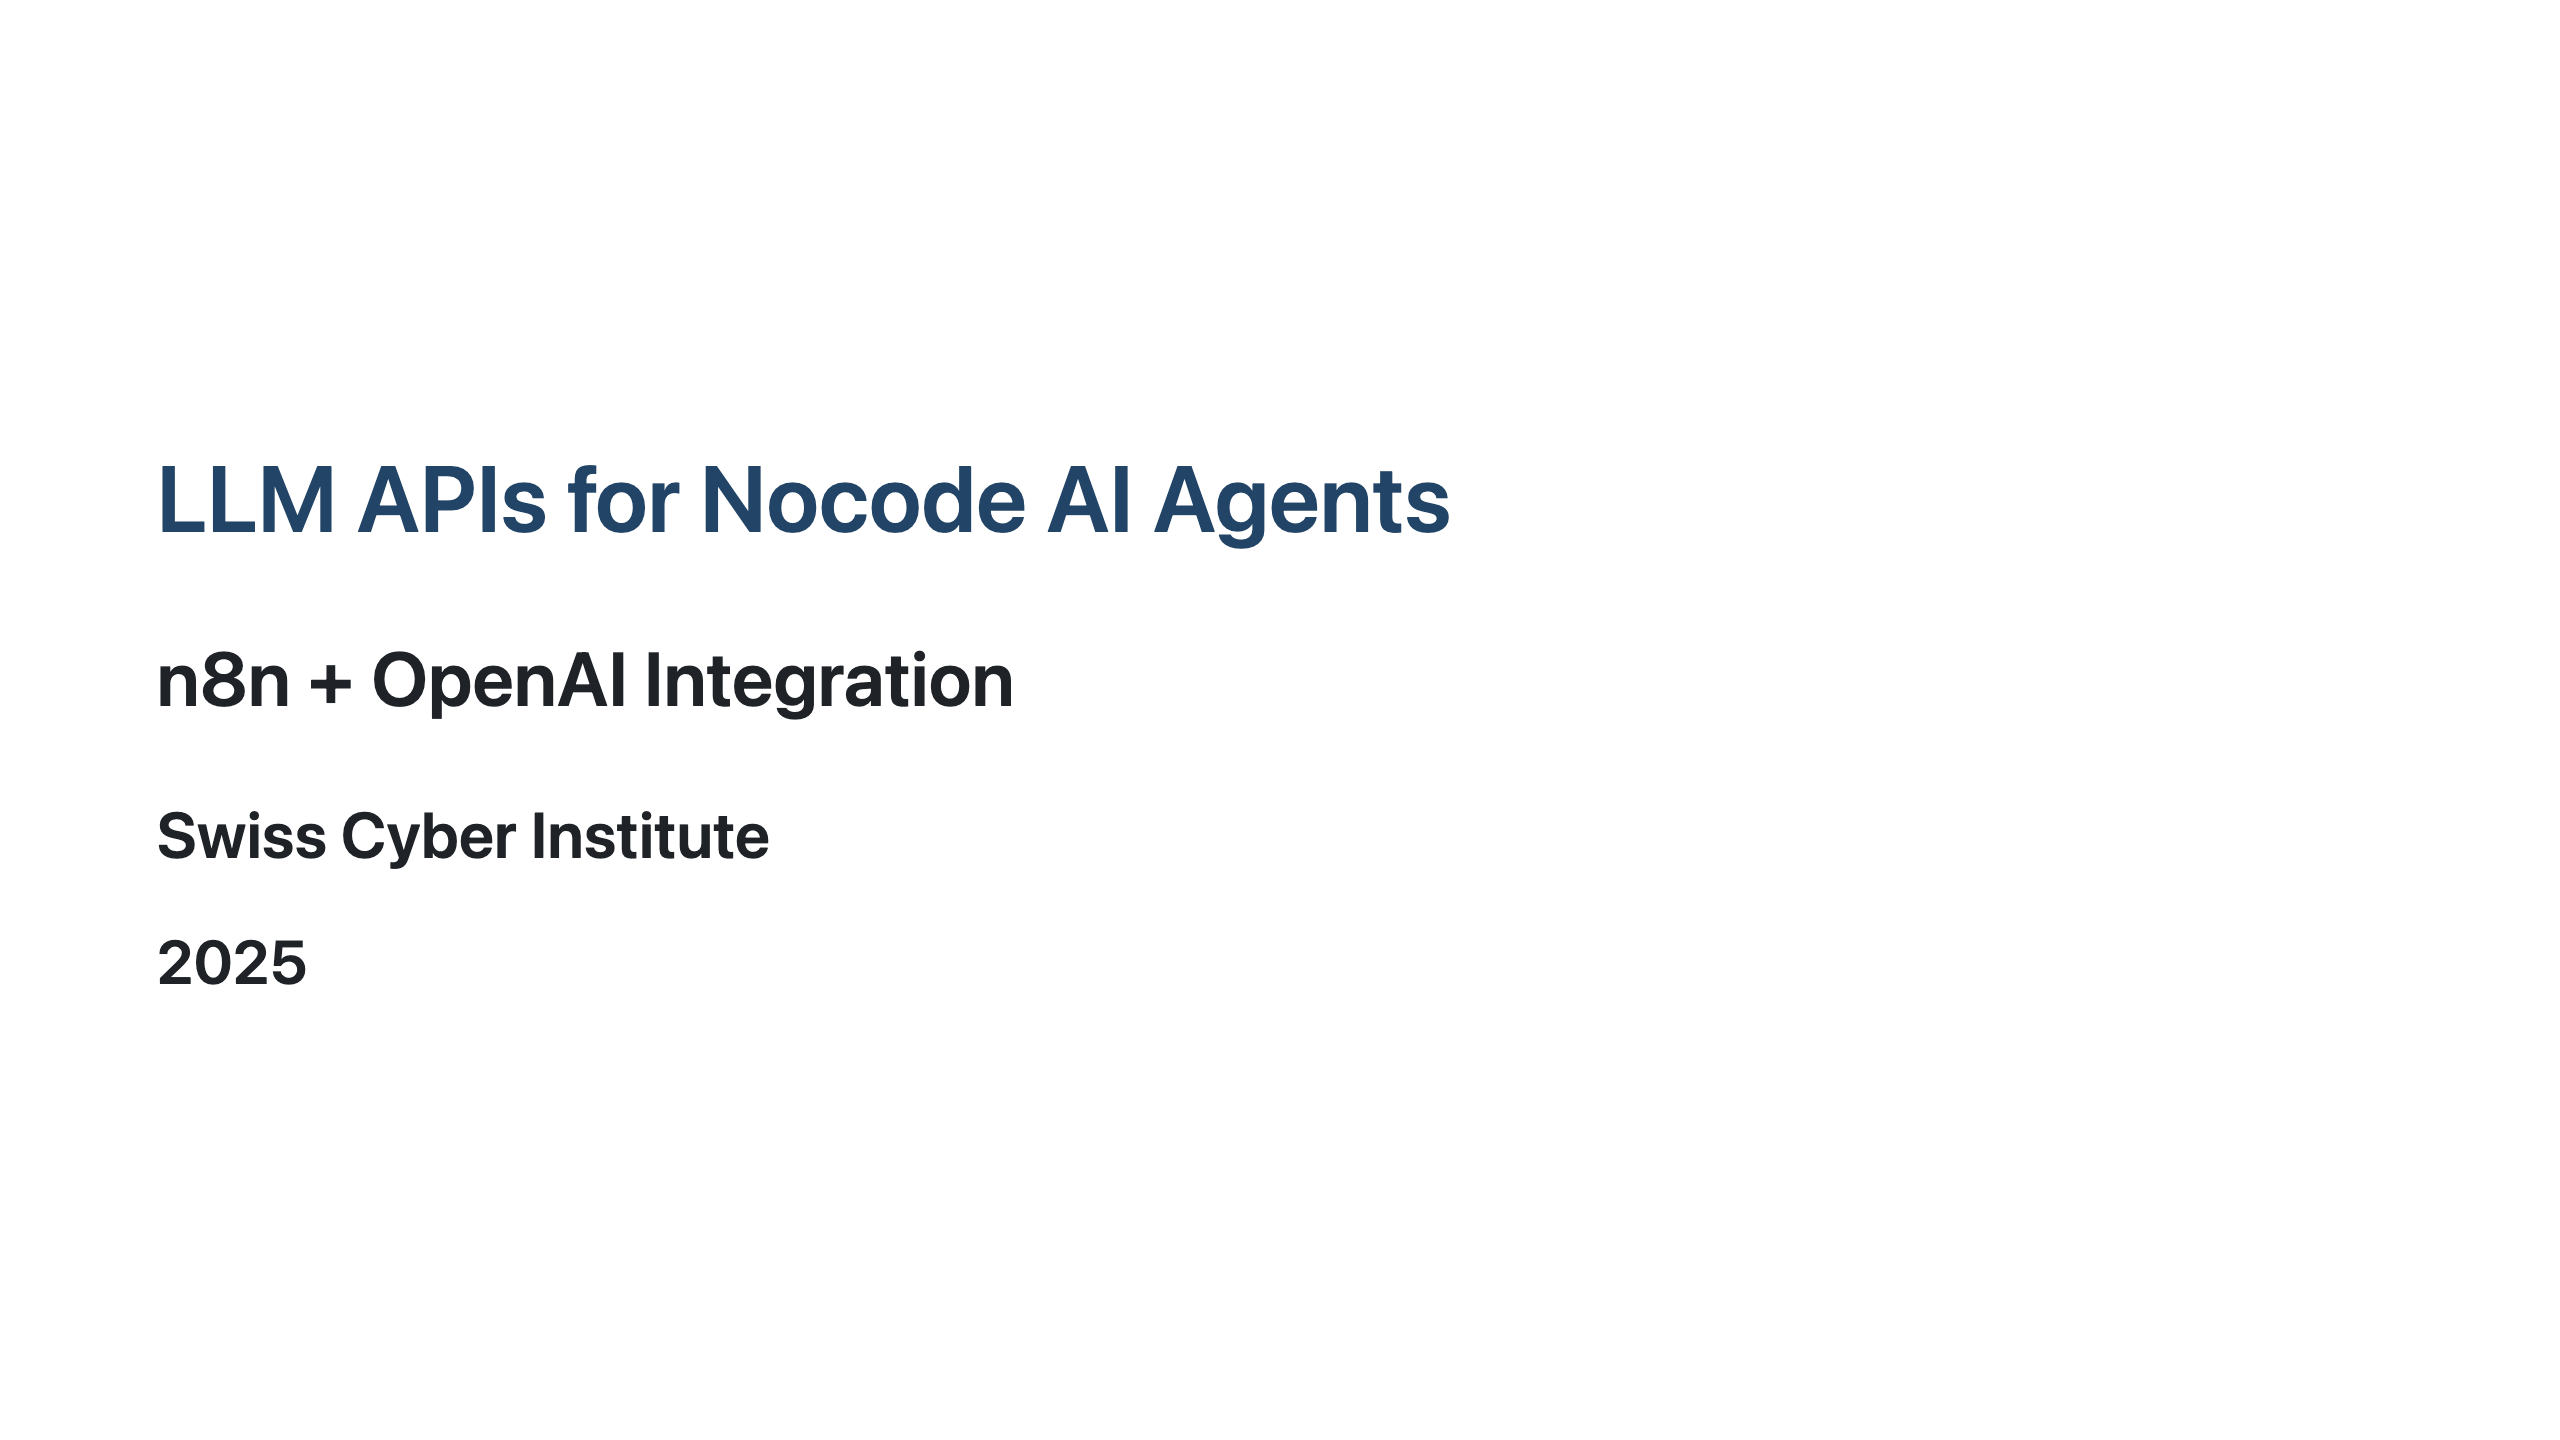 LLM APIs for Nocode AI Agents
n8n + OpenAI Integration
Swiss Cyber Institute
2025